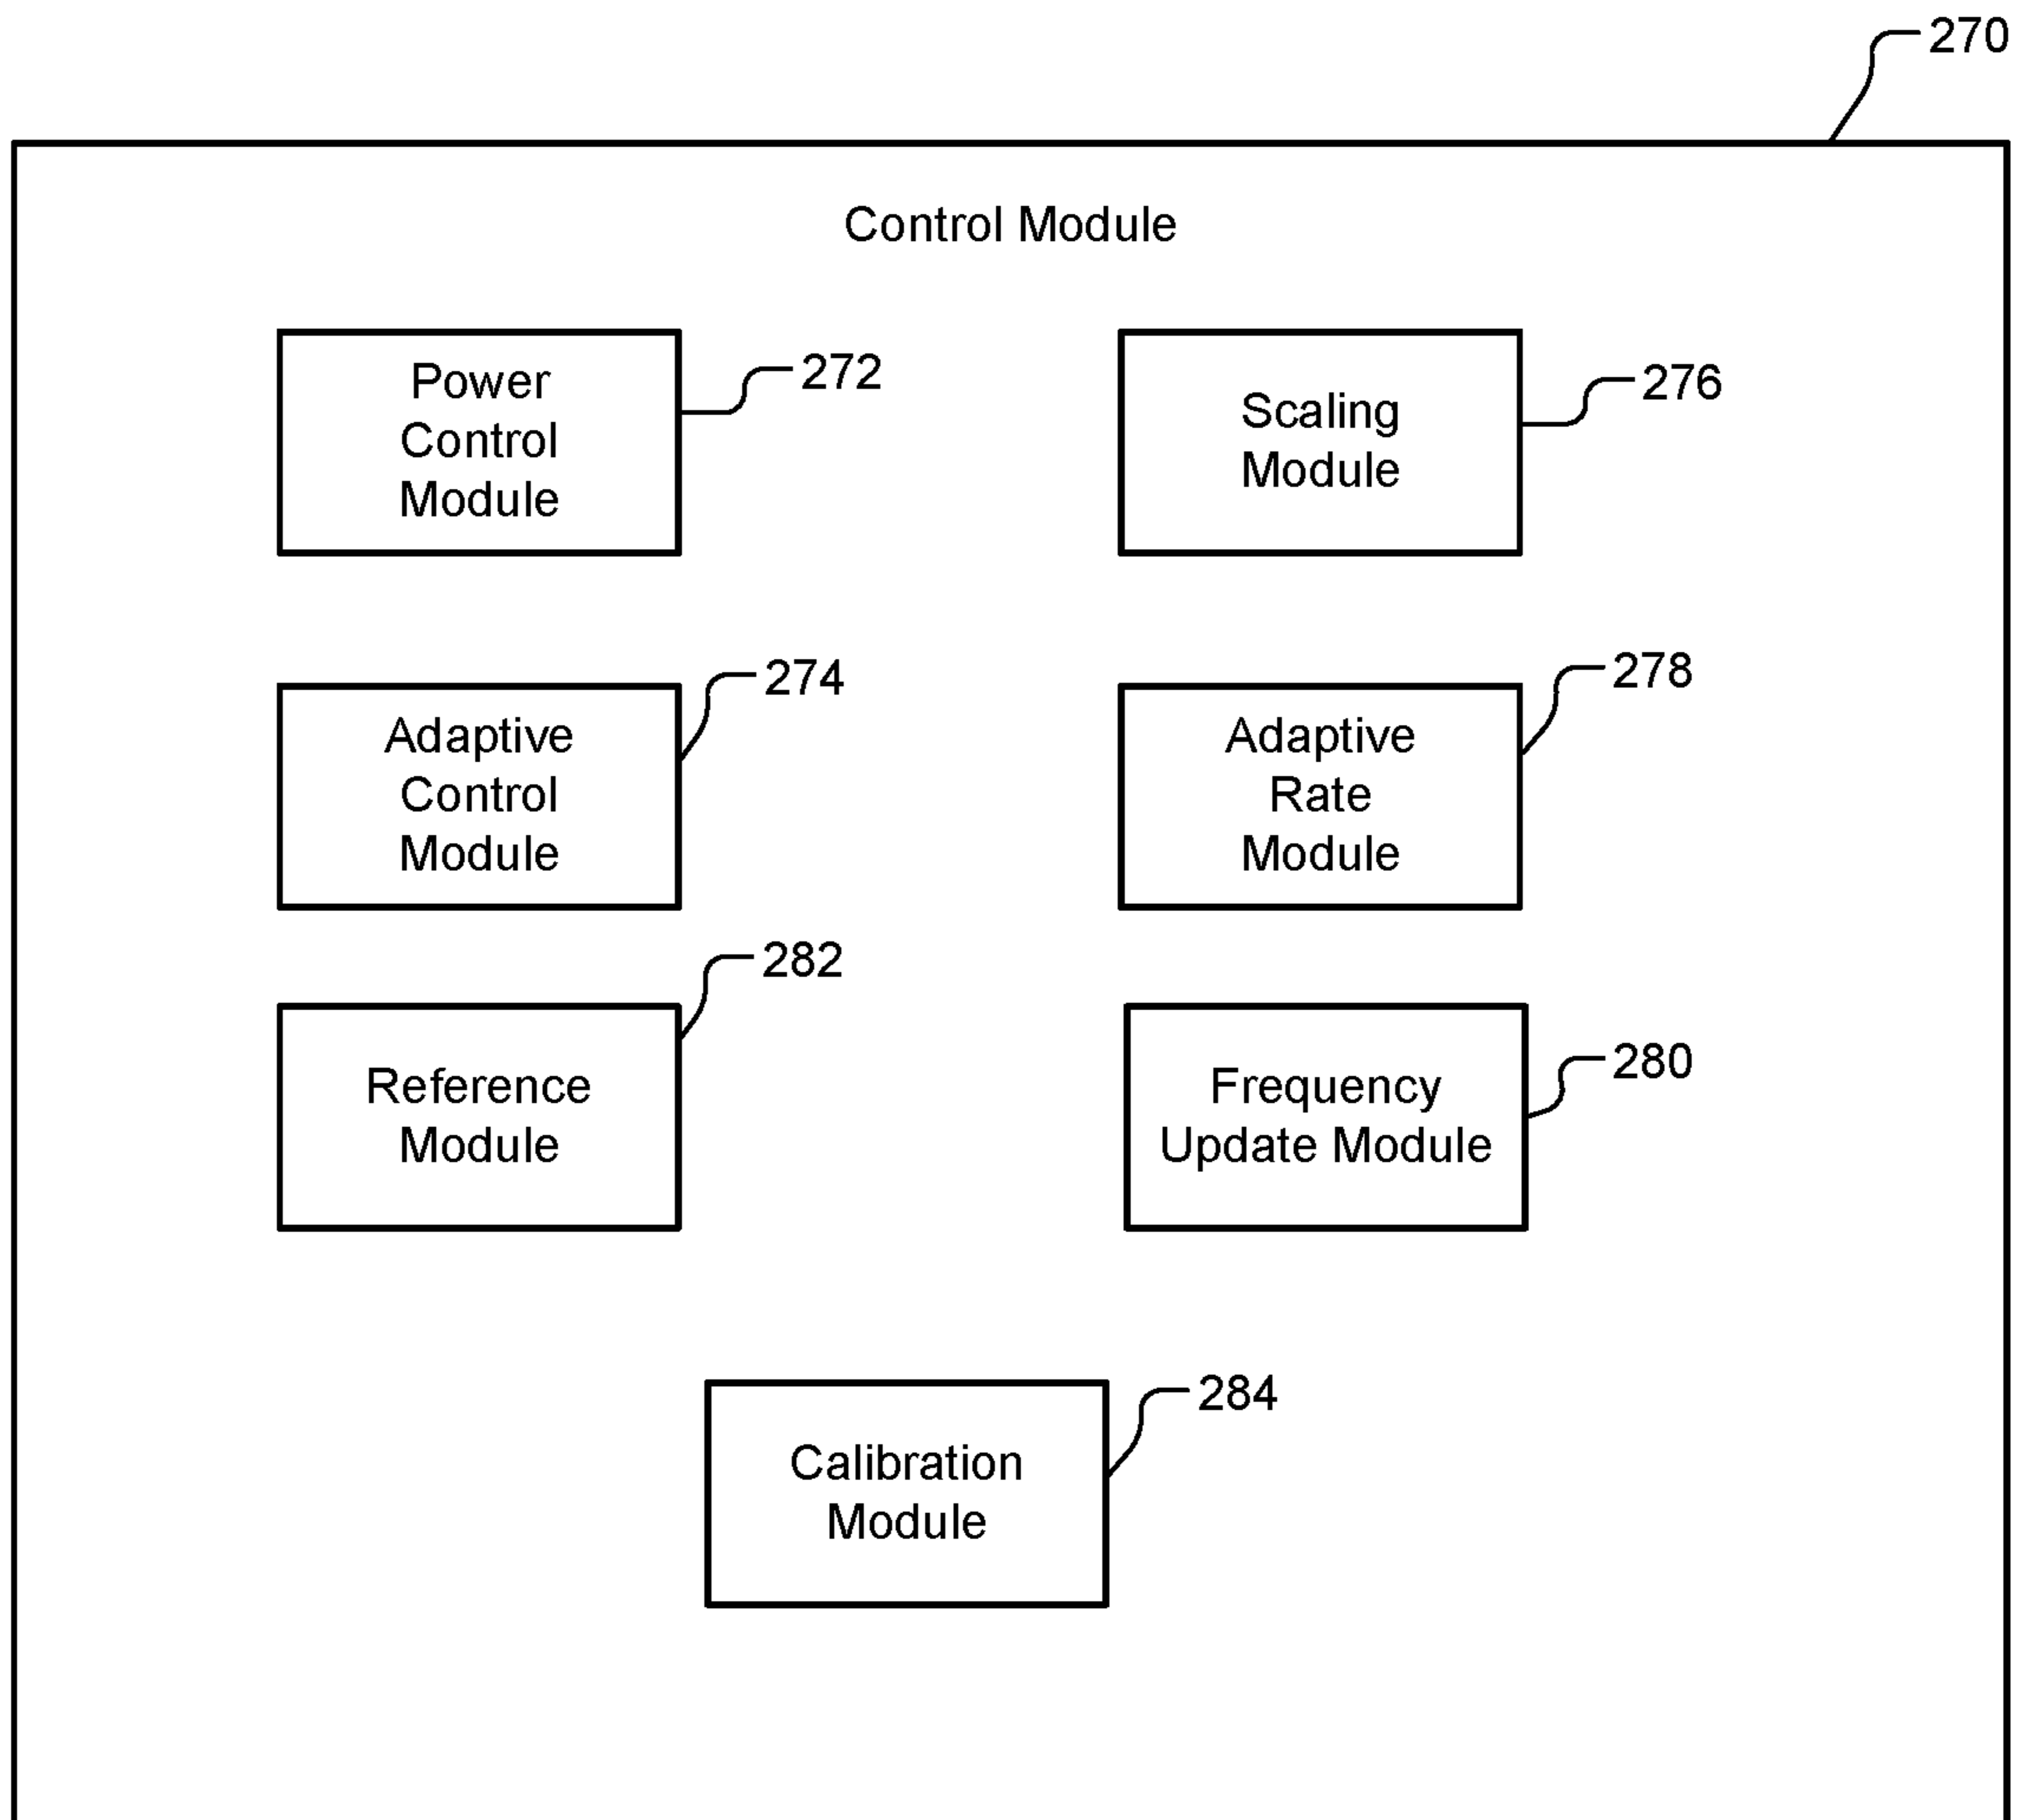 270
Control Module
Power
Control
Module
272
Scaling
Module
276
Adaptive
Control
Module
274
Adaptive
Rate
Module
278
Reference
Module
282
Frequency
Update Module
280
Calibration
Module
284